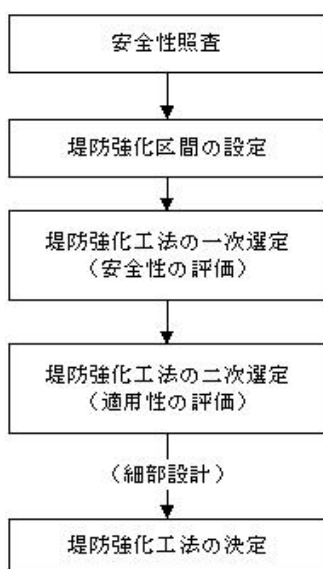 安全性照査
堤防強化区間の設定
堤防強化工法の一次選定
（安全性の評価）
堤防強化工法の二次選定
（適用性の評価）
（細部設計）
堤防強化工法の決定